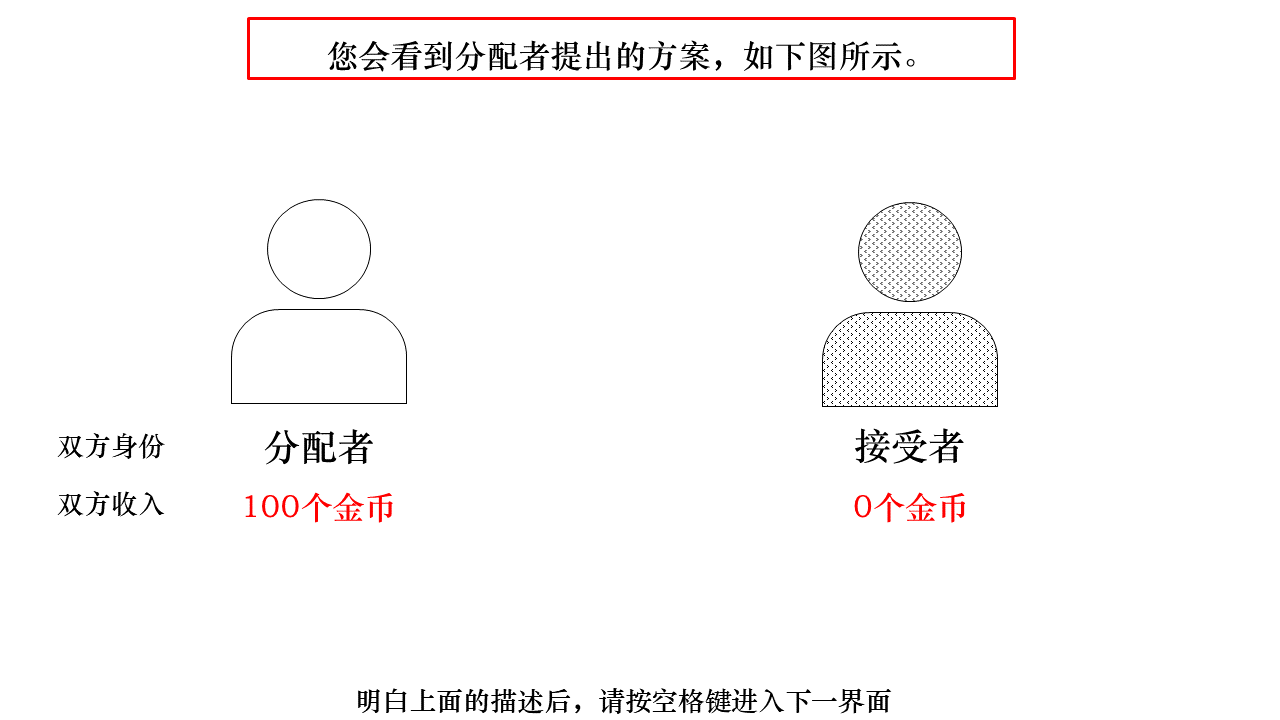 您会看到分配者提出的方案，如下图所示。
双方身份 分配者 接受者
双方收入 100个金币 0个金币
明白上面的描述后，请按空格键进入下一界面